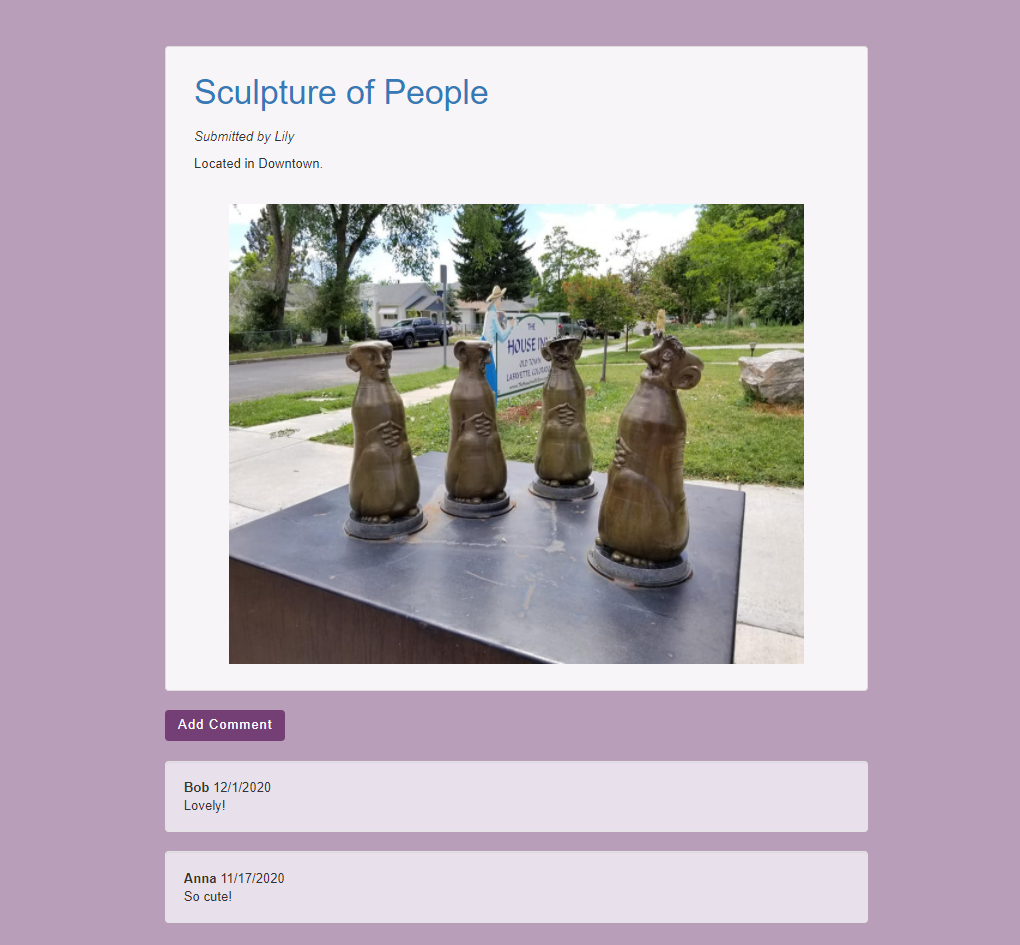 Sculpture of People
Submitted by Lily
Located in Downtown.
THE
HOUSE IN
OLD TOWN
LAFAYETTE, COLORADO
Add Comment
Bob 12/1/2020
Lovely!
Anna 11/17/2020
So cute!